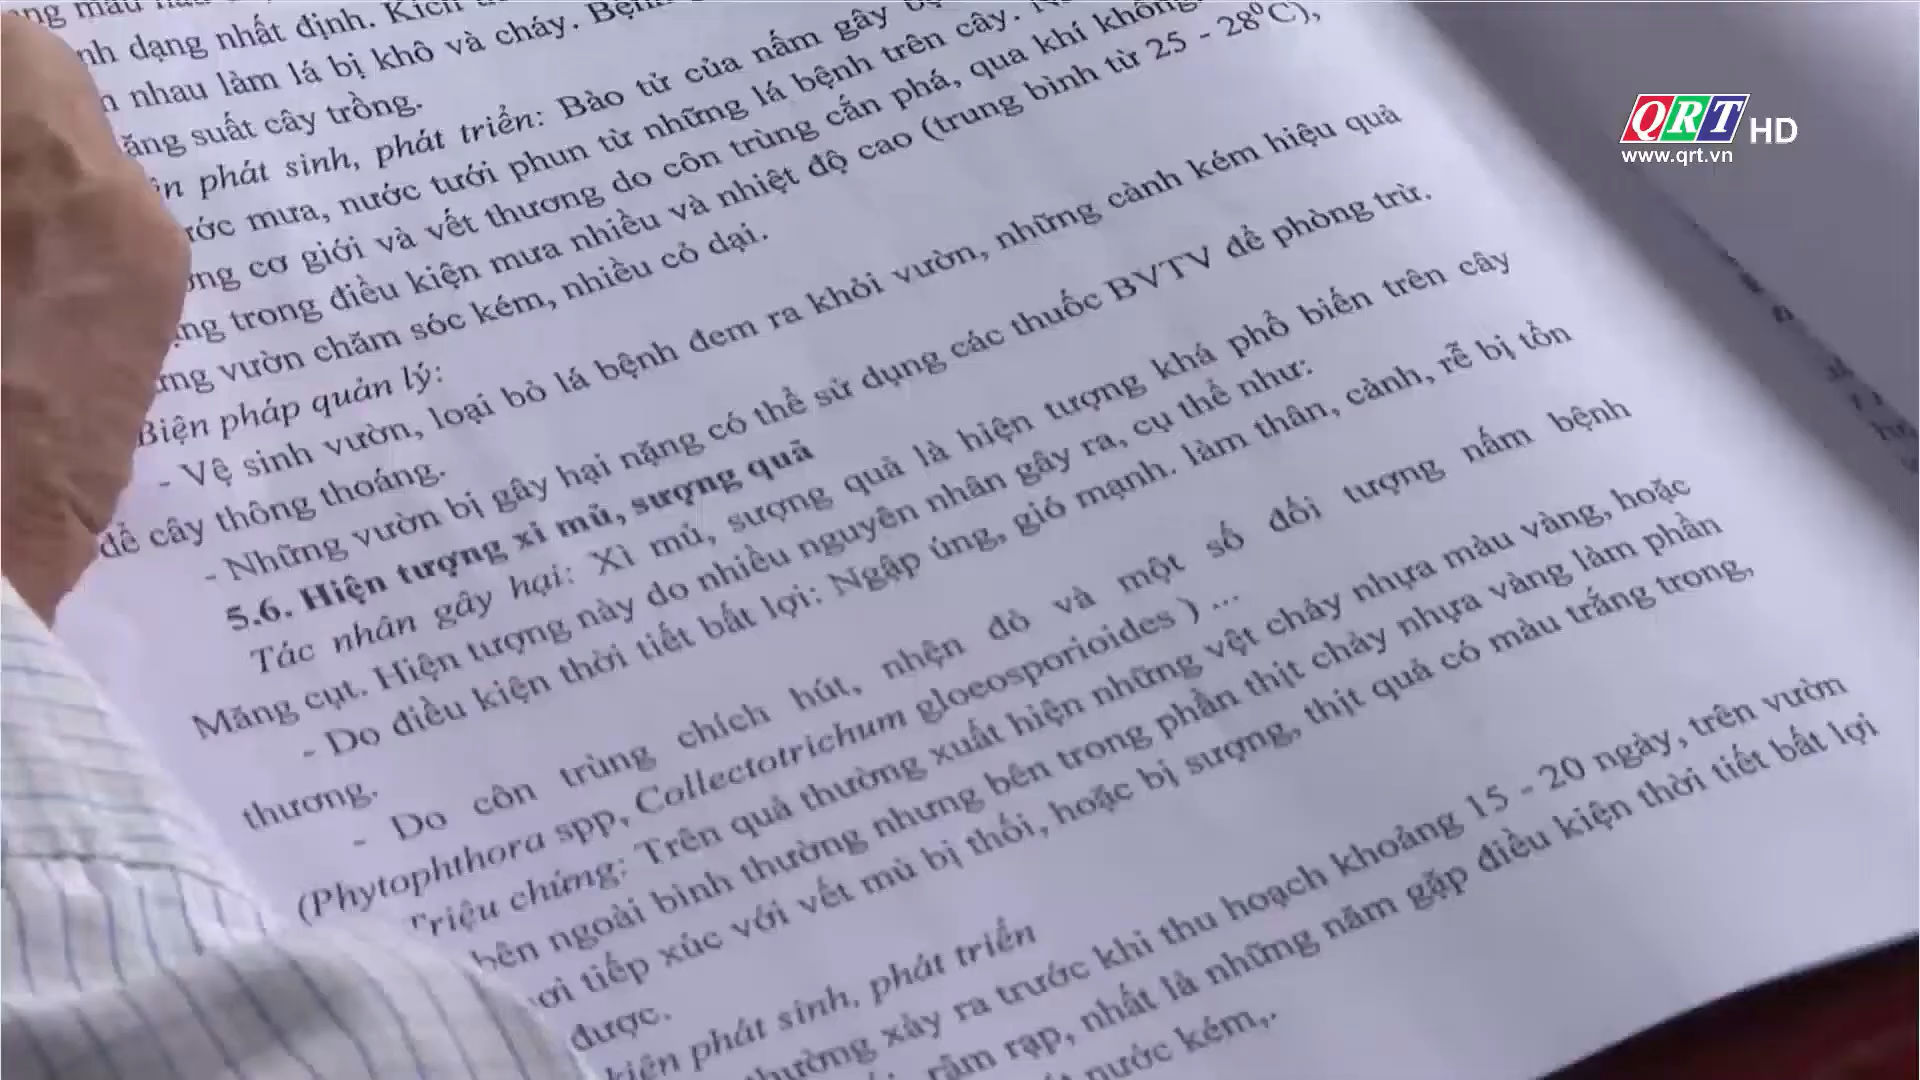 nh dạng nhất định.
n nhau làm lá bị khô và cháy.
ăng suất cây trồng.
n phát sinh, phát triển: Bào tử của nấm gây
ớc mưa, nước tưới phun từ những lá bệnh trên cây.
ng cơ giới và vết thương do côn trùng cắn phá, qua khí khổng.
ng trong điều kiện mưa nhiều và nhiệt độ cao (trung bình từ 25 - 28⁰C),
ng vườn chăm sóc kém, nhiều cỏ dại.
Biện pháp quản lý:
- Vệ sinh vườn, loại bỏ lá bệnh đem ra khỏi vườn, những cành kém hiệu quả
để cây thông thoáng.
- Những vườn bị gây hại nặng có thể sử dụng các thuốc BVTV để phòng trừ.
5.6. Hiện tượng xì mủ, sượng quả
Tác nhân gây hại: Xì mủ, sượng quả là hiện tượng khá phổ biến trên cây
Măng cụt. Hiện tượng này do nhiều nguyên nhân gây ra, cụ thể như:
- Do điều kiện thời tiết bất lợi: Ngập úng, gió mạnh. làm thân, cành, rễ bị tổn
thương.
- Do côn trùng chích hút, nhện đỏ và một số đối tượng nấm bệnh
(Phytophthora spp, Collectotrichum gloeosporioides ) ...
Triệu chứng: Trên quả thường xuất hiện những vệt chảy nhựa màu vàng, hoặc
bên ngoài bình thường nhưng bên trong phần thịt chảy nhựa vàng làm phần
ơi tiếp xúc với vết mủ bị thối, hoặc bị sượng, thịt quả có màu trắng trong,
được.
kiện phát sinh, phát triển
thường xảy ra trước khi thu hoạch khoảng 15 - 20 ngày, trên vườn
rậm rạp, nhất là những năm gặp điều kiện thời tiết bất lợi
nước kém,.
QRT HD
www.qrt.vn